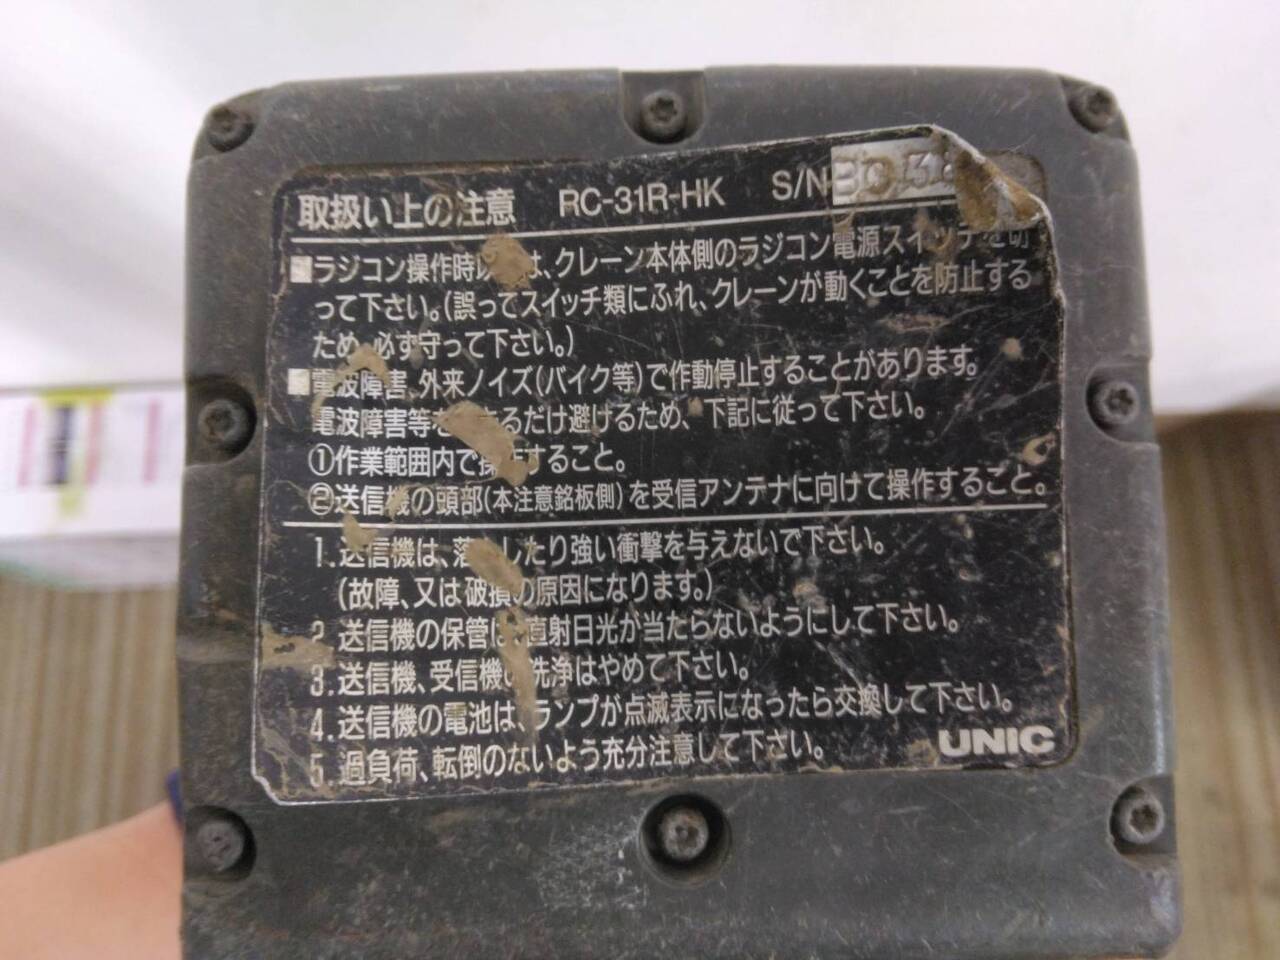 取扱い上の注意 RC-31R-HK S/N
■ラジコン操作時 は、クレーン本体側のラジコン電源スイッチを切
って下さい。(誤ってスイッチ類にふれ、クレーンが動くことを防止する
ため、必ず守って下さい。)
■電波障害、外来ノイズ(バイク等)で作動停止することがあります。
電波障害等を るだけ避けるため、下記に従って下さい。
①作業範囲内で操作すること。
②送信機の頭部(本注意銘板側)を受信アンテナに向けて操作すること。
1.送信機は、落 したり強い衝撃を与えないで下さい。
(故障、又は破損の原因になります。)
2.送信機の保管は、直射日光が当たらないようにして下さい。
3.送信機、受信機の洗浄はやめて下さい。
4.送信機の電池は、ランプが点滅表示になったら交換して下さい。
5.過負荷、転倒のないよう充分注意して下さい。
UNIC